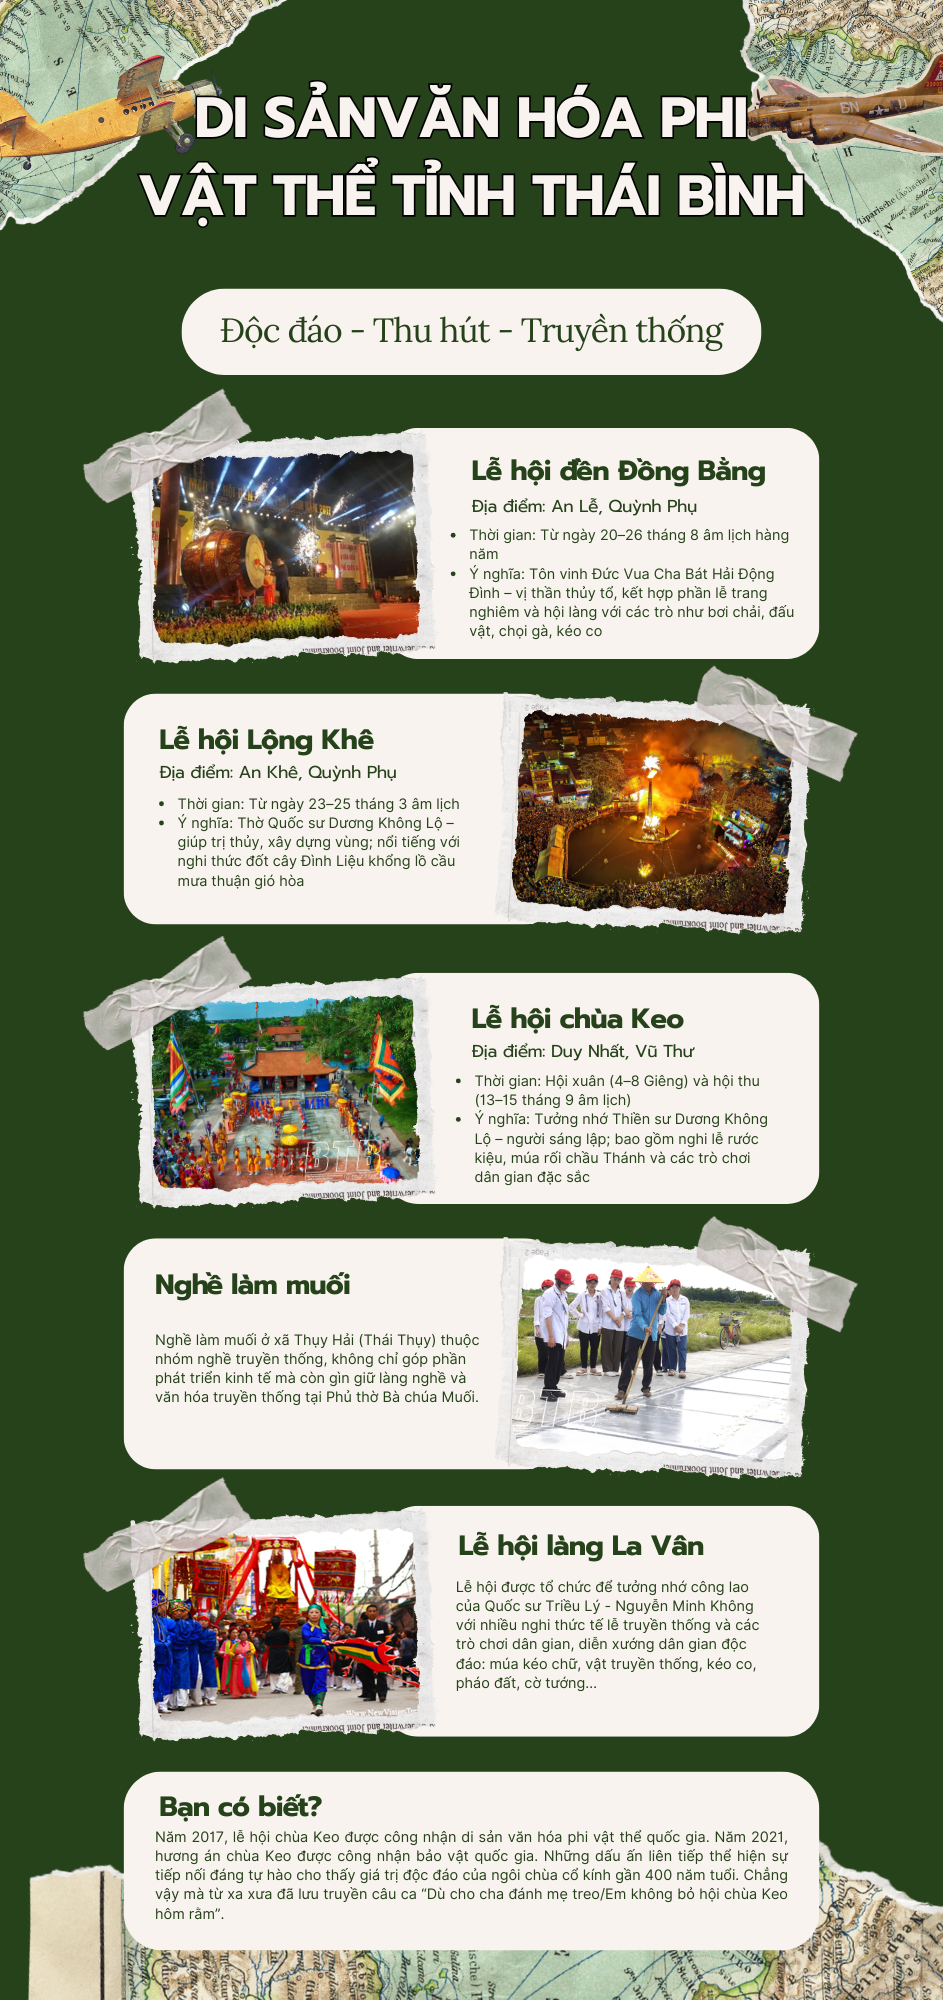 DI SẢNVĂN HÓA PHI
VẬT THỂ TỈNH THÁI BÌNH
Độc đáo - Thu hút - Truyền thống
Lễ hội đền Đồng Bằng
Địa điểm: An Lễ, Quỳnh Phụ
• Thời gian: Từ ngày 20–26 tháng 8 âm lịch hàng
năm
• Ý nghĩa: Tôn vinh Đức Vua Cha Bát Hải Động
Đình – vị thần thủy tổ, kết hợp phần lễ trang
nghiêm và hội làng với các trò như bơi chải, đấu
vật, chọi gà, kéo co
Lễ hội Lộng Khê
Địa điểm: An Khê, Quỳnh Phụ
• Thời gian: Từ ngày 23–25 tháng 3 âm lịch
• Ý nghĩa: Thờ Quốc sư Dương Không Lộ –
giúp trị thủy, xây dựng vùng; nổi tiếng với
nghi thức đốt cây Đình Liệu khổng lồ cầu
mưa thuận gió hòa
Lễ hội chùa Keo
Địa điểm: Duy Nhất, Vũ Thư
• Thời gian: Hội xuân (4–8 Giêng) và hội thu
(13–15 tháng 9 âm lịch)
• Ý nghĩa: Tưởng nhớ Thiền sư Dương Không
Lộ – người sáng lập; bao gồm nghi lễ rước
kiệu, múa rối chầu Thánh và các trò chơi
dân gian đặc sắc
Nghề làm muối
Nghề làm muối ở xã Thụy Hải (Thái Thụy) thuộc
nhóm nghề truyền thống, không chỉ góp phần
phát triển kinh tế mà còn gìn giữ làng nghề và
văn hóa truyền thống tại Phủ thờ Bà chúa Muối.
Lễ hội làng La Vân
Lễ hội được tổ chức để tưởng nhớ công lao
của Quốc sư Triều Lý - Nguyễn Minh Không
với nhiều nghi thức tế lễ truyền thống và các
trò chơi dân gian, diễn xướng dân gian độc
đáo: múa kéo chữ, vật truyền thống, kéo co,
pháo đất, cờ tướng...
Bạn có biết?
Năm 2017, lễ hội chùa Keo được công nhận di sản văn hóa phi vật thể quốc gia. Năm 2021,
hương án chùa Keo được công nhận bảo vật quốc gia. Những dấu ấn liên tiếp thể hiện sự
tiếp nối đáng tự hào cho thấy giá trị độc đáo của ngôi chùa cổ kính gần 400 năm tuổi. Chẳng
vậy mà từ xa xưa đã lưu truyền câu ca “Dù cho cha đánh mẹ treo/Em không bỏ hội chùa Keo
hôm rằm”.